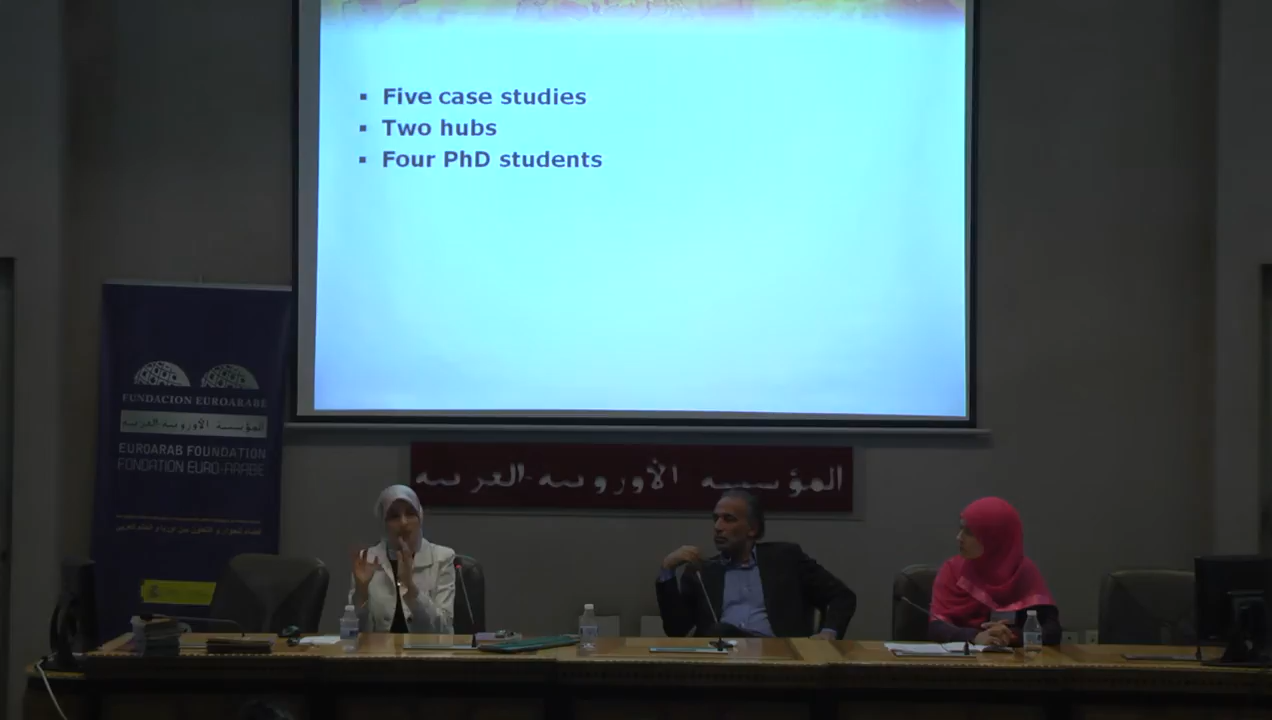 ▪ Five case studies
▪ Two hubs
▪ Four PhD students
FUNDACION EUROARABE
المؤسسة الأوروبية العربية
EUROARAB FOUNDATION
FONDATION EURO-ARABE
المؤسسة الأوروبية-العربية